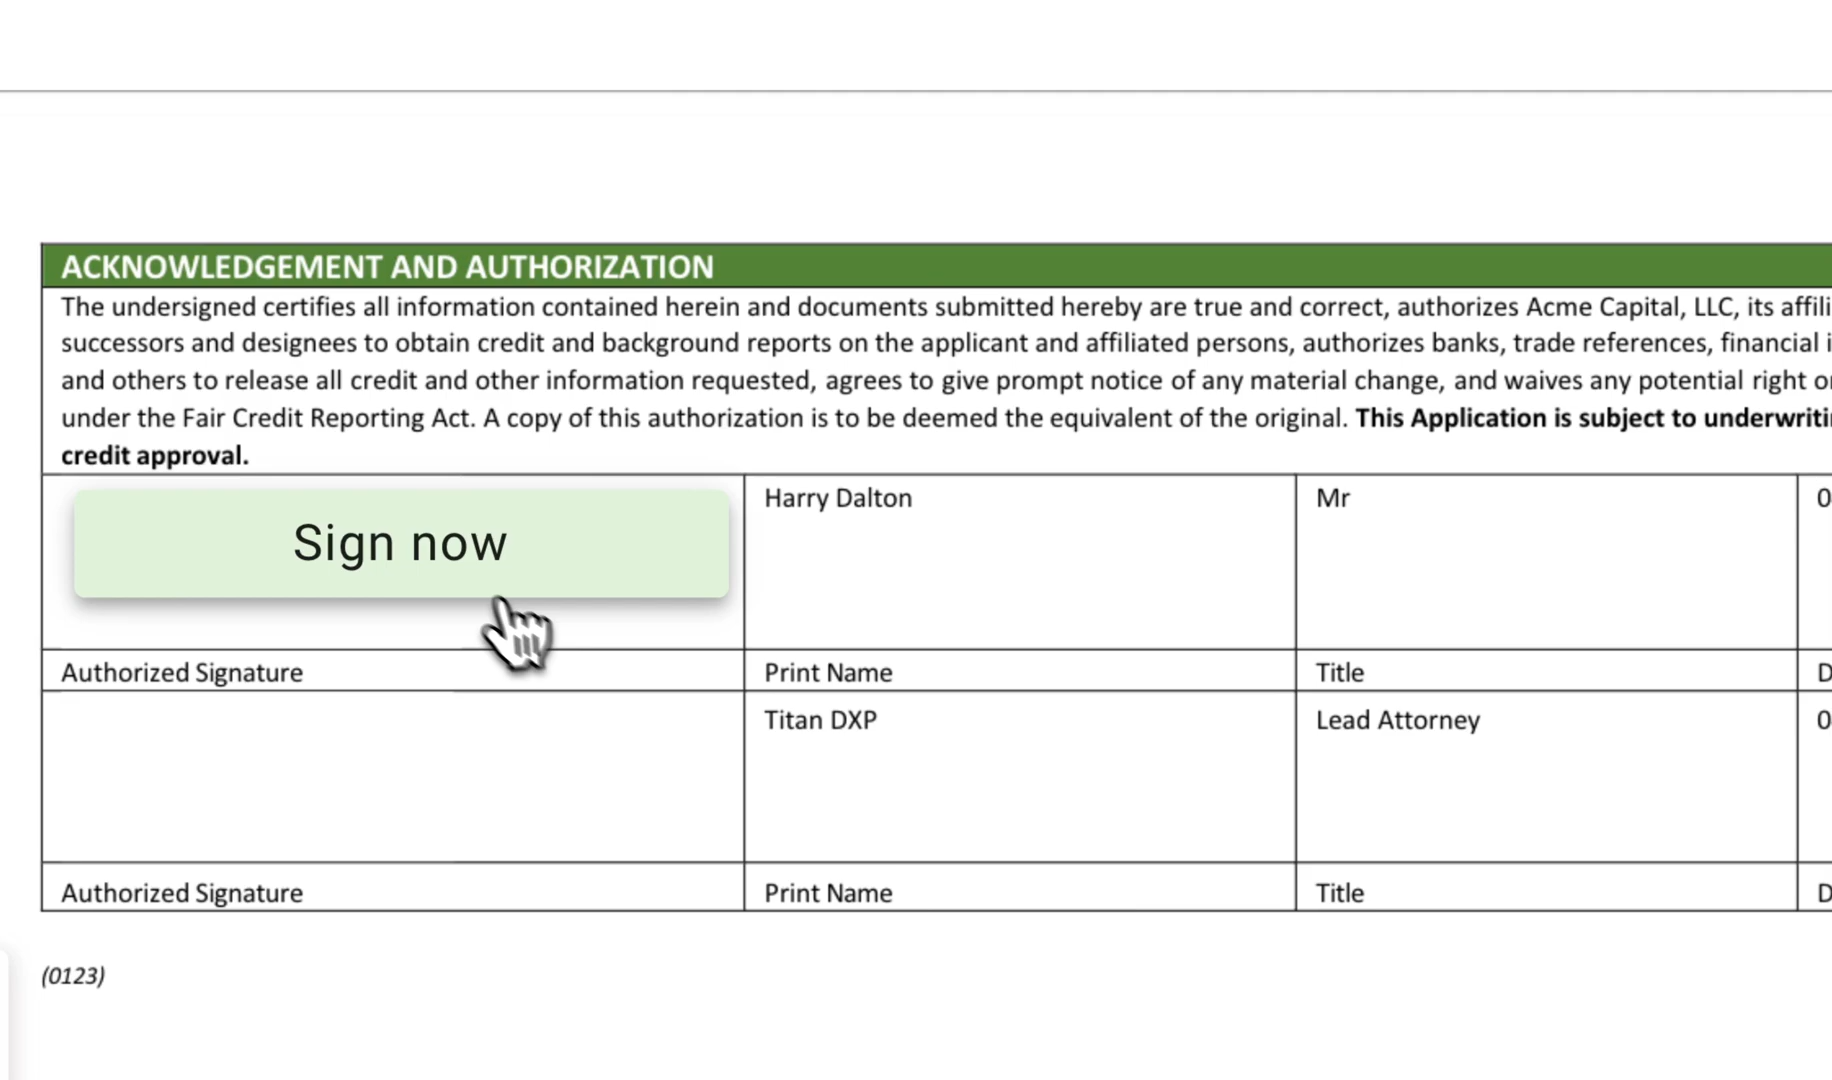 ACKNOWLEDGEMENT AND AUTHORIZATION
The undersigned certifies all information contained herein and documents submitted hereby are true and correct, authorizes Acme Capital, LLC, its
successors and designees to obtain credit and background reports on the applicant and affiliated persons, authorizes banks, trade references, financial
and others to release all credit and other information requested, agrees to give prompt notice of any material change, and waives any potential right
under the Fair Credit Reporting Act. A copy of this authorization is to be deemed the equivalent of the original. This Application is subject to
credit approval.
Sign now Harry Dalton Mr
Authorized Signature Print Name Title
Titan DXP Lead Attorney
Authorized Signature Print Name Title
(0123)